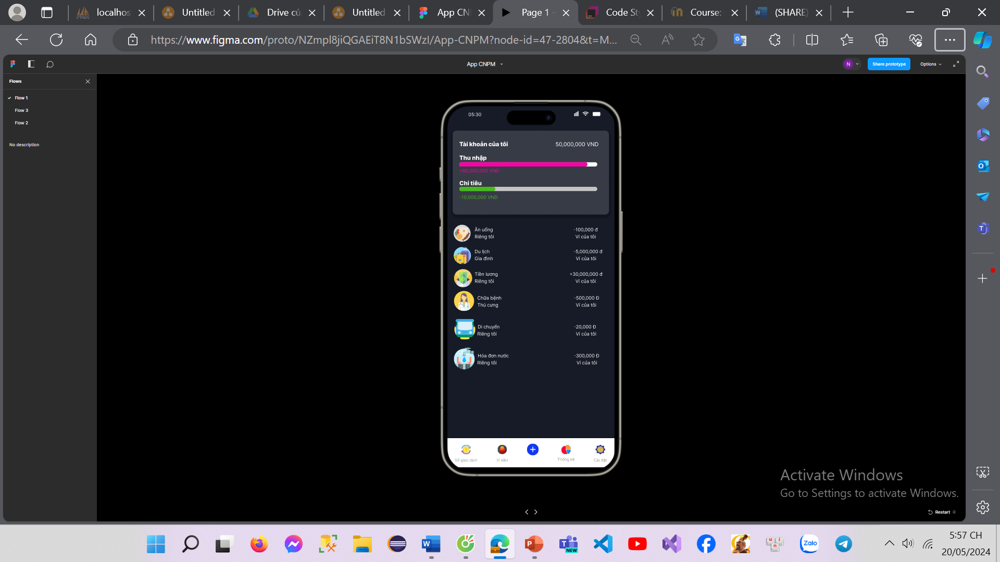 localhos
Untitled
Drive củ
Untitled
App CN
Page 1 -
Code St
Course:
(SHARE)
https://www.figma.com/proto/NZmpl8jiQGAEiT8N1bSWzI/App-CNPM?node-id=47-2804&t=M...
App CNPM
N
Share prototype
Options
Flows
Flow 1
Flow 3
Flow 2
No description
05:30
Tài khoản của tôi 50,000,000 VND
Thu nhập
+60,000,000 VND
Chi tiêu
-10,000,000 VND
Ăn uống -100,000 đ
Riêng tôi Ví của tôi
Du lịch -5,000,000 đ
Gia đình Ví của tôi
Tiền lương +30,000,000 đ
Riêng tôi Ví của tôi
Chữa bệnh -500,000 Đ
Thú cưng Ví của tôi
Di chuyển -20,000 Đ
Riêng tôi Ví của tôi
Hóa đơn nước -300,000 Đ
Riêng tôi Ví của tôi
Sổ giao dịch
Ví tiền
Thống kê
Cài đặt
Activate Windows
Go to Settings to activate Windows.
Restart R
NEW
Zalo
5:57 CH
20/05/2024